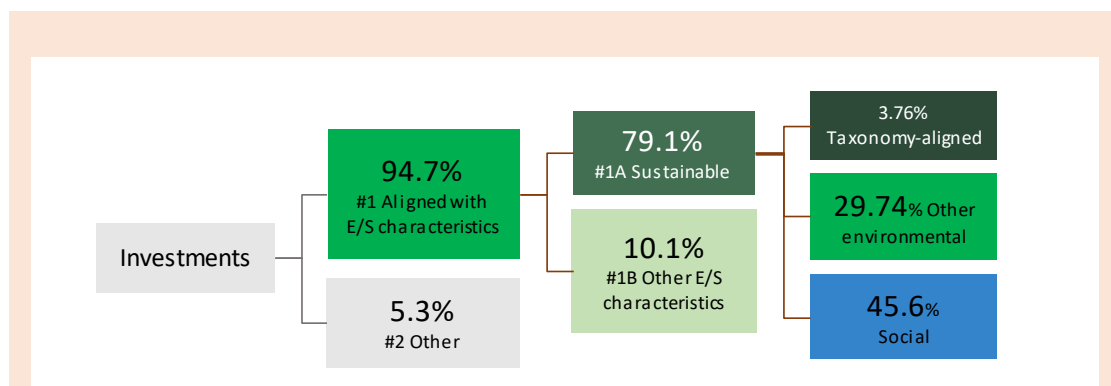 Investments
94.7%
#1 Aligned with
E/S characteristics
5.3%
#2 Other
79.1%
#1A Sustainable
10.1%
#1B Other E/S
characteristics
3.76%
Taxonomy-aligned
29.74% Other
environmental
45.6%
Social